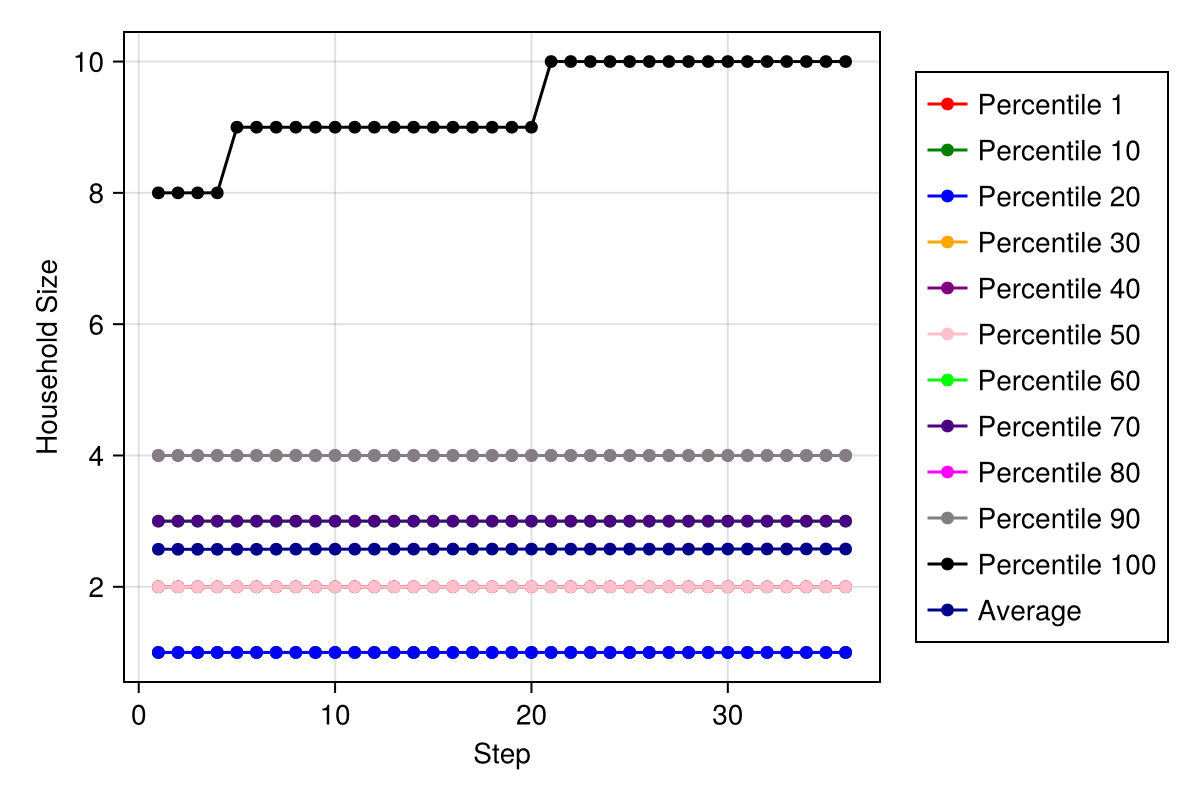 10
8
6
4
2
Household Size
0
10
20
30
Step
Percentile 1
Percentile 10
Percentile 20
Percentile 30
Percentile 40
Percentile 50
Percentile 60
Percentile 70
Percentile 80
Percentile 90
Percentile 100
Average